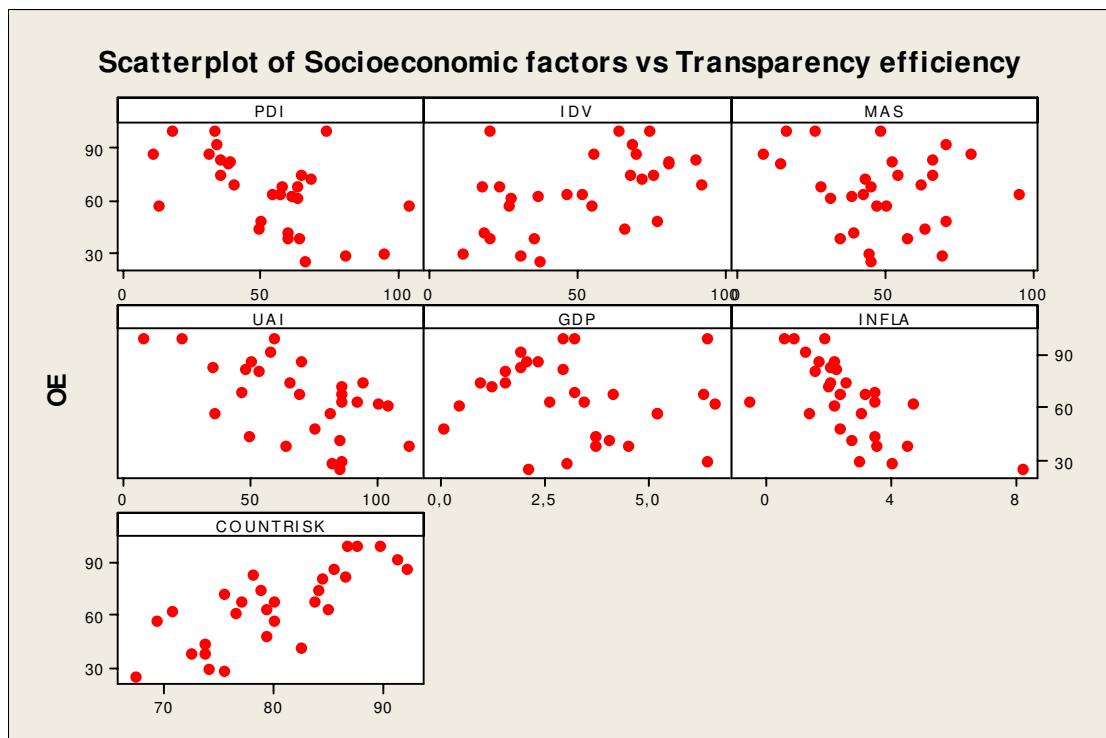 Scatterplot of Socioeconomic factors vs Transparency efficiency
PDI IDV MAS
90
60
30
0 50 100 0 50 100 0 50 100
UAI GDP INFLA
OE
90
60
30
0 50 100 0,0 2,5 5,0 0 4 8
COUNTRISK
90
60
30
70 80 90